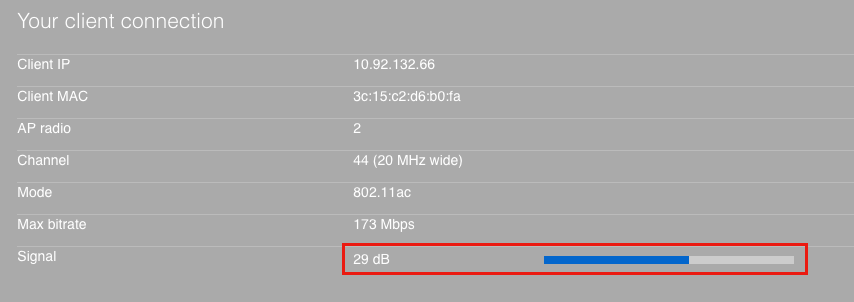 Your client connection
Client IP 10.92.132.66
Client MAC 3c:15:c2:d6:b0:fa
AP radio 2
Channel 44 (20 MHz wide)
Mode 802.11ac
Max bitrate 173 Mbps
Signal 29 dB